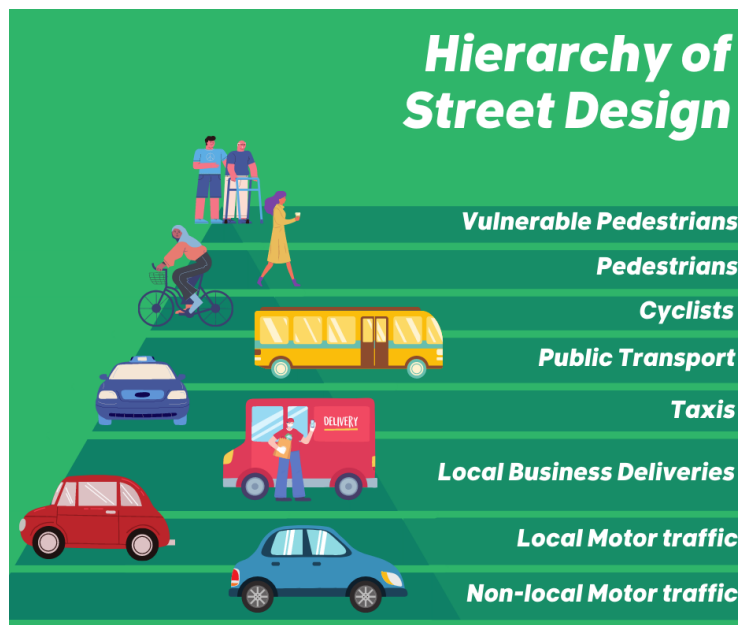 Hierarchy of
Street Design
Vulnerable Pedestrians
Pedestrians
Cyclists
Public Transport
Taxis
DELIVERY
Local Business Deliveries
Local Motor traffic
Non-local Motor traffic